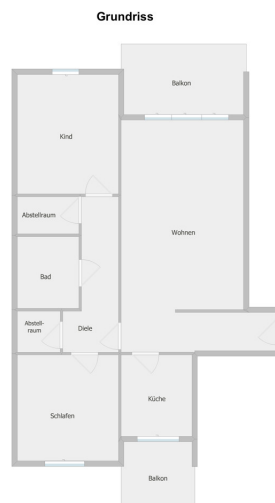 Grundriss
Balkon
Kind
Abstellraum
Wohnen
Bad
Abstell-
raum
Diele
Küche
Schlafen
Balkon